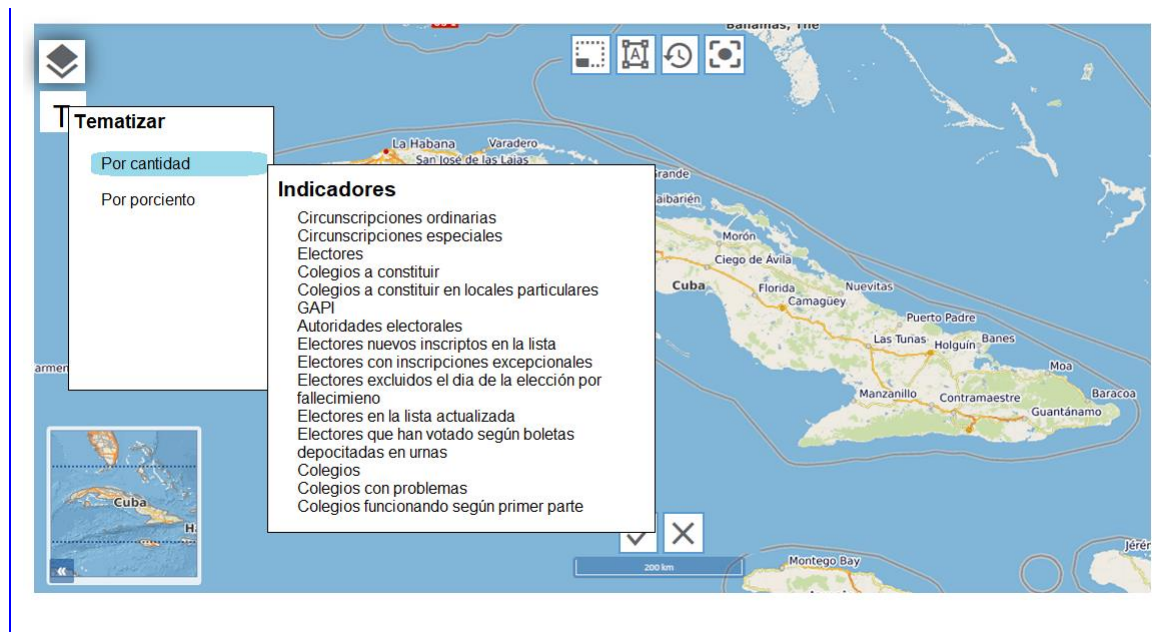 Bahamas, The
T
Tematizar
Por cantidad
Por porciento
La Habana
Varadero
San José de las Lajas
Indicadores
Circunscripciones ordinarias
Circunscripciones especiales
Electores
Colegios a constituir
Colegios a constituir en locales particulares
GAPI
Autoridades electorales
Electores nuevos inscriptos en la lista
Electores con inscripciones excepcionales
Electores excluidos el dia de la elección por
fallecimieno
Electores en la lista actualizada
Electores que han votado según boletas
depocitadas en urnas
Colegios
Colegios con problemas
Colegios funcionando según primer parte
Grande
aibarién
Morón
Ciego de Ávila
Cuba
Florida
Nuevitas
Camagüey
Puerto Padre
Las Tunas
Holguín
Banes
Moa
Manzanillo
Contramaestre
Baracoa
Guantánamo
armen
Cuba
H
«
200 km
Montego Bay
Jérém
A